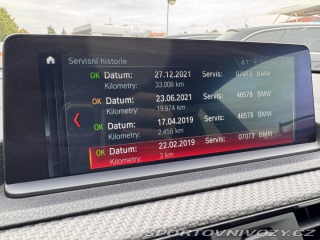 Servisní historie
OK Datum: 27.12.2021 Servis: 07073 BMW
Kilometry: 33.008 km
OK Datum: 23.06.2021 Servis: 46578 BMW
Kilometry: 19.974 km
OK Datum: 17.04.2019 Servis: 46578 BMW
Kilometry: 2.456 km
OK Datum: 22.02.2019 Servis: 07073 BMW
Kilometry: 3 km
SPORTOVNIVOZY.CZ